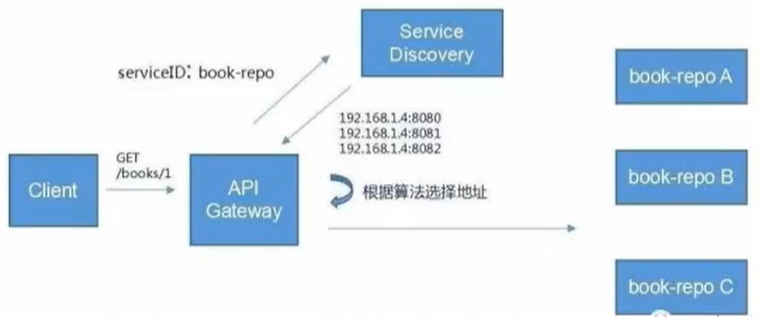 Service
Discovery
serviceID: book-repo
book-repo A
192.168.1.4:8080
192.168.1.4:8081
192.168.1.4:8082
GET
/books/1
Client
API
Gateway
根据算法选择地址
book-repo B
book-repo C